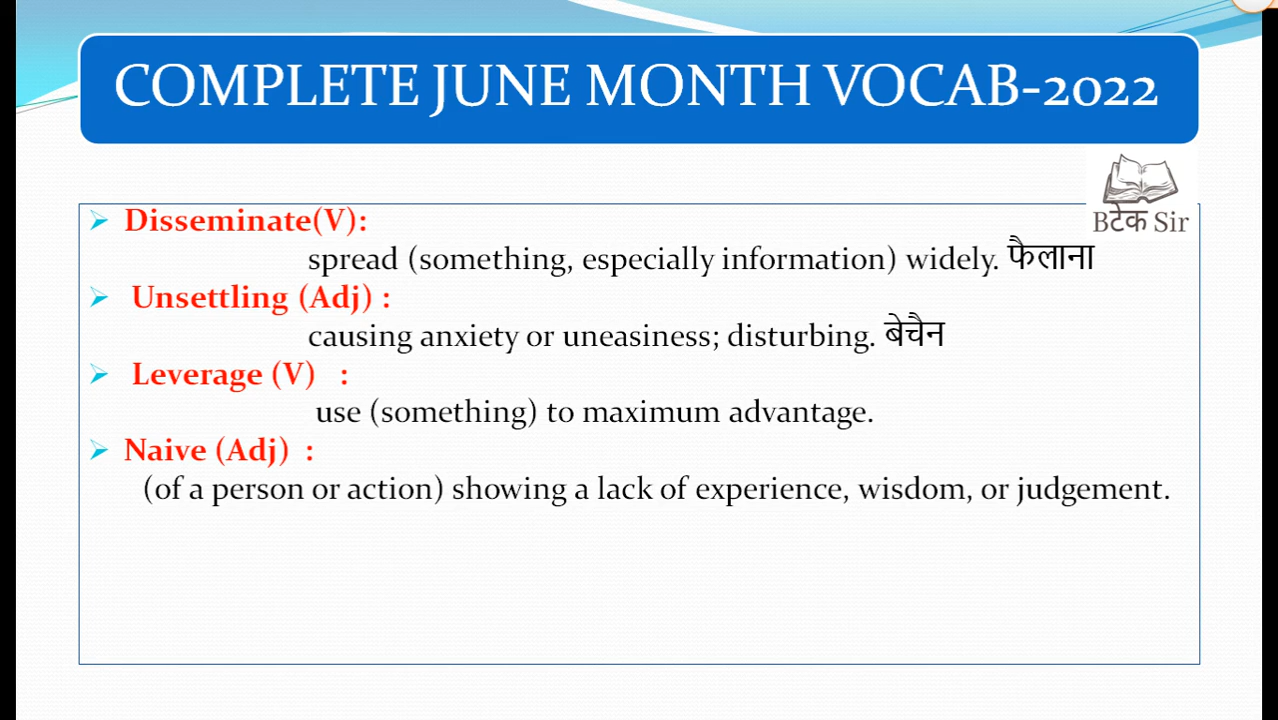 COMPLETE JUNE MONTH VOCAB-2022
Bटेक Sir
Disseminate(V):
spread (something, especially information) widely. फैलाना
Unsettling (Adj) :
causing anxiety or uneasiness; disturbing. बेचैन
Leverage (V) :
use (something) to maximum advantage.
Naive (Adj) :
(of a person or action) showing a lack of experience, wisdom, or judgement.